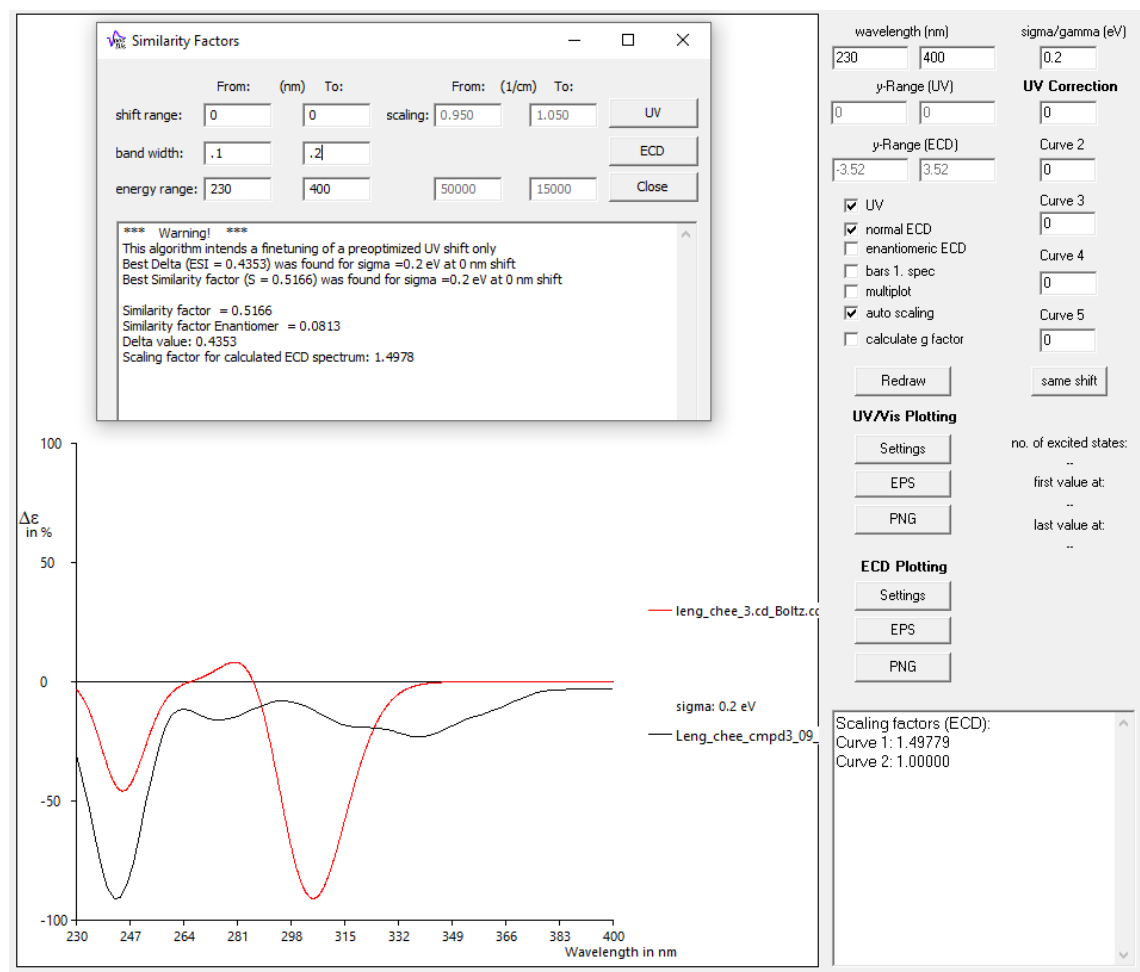 Similarity Factors
From: (nm) To: From: (1/cm) To:
shift range: 0 0 scaling: 0.950 1.050 UV
band width: .1 .2 ECD
energy range: 230 400 50000 15000 Close
*** Warning! ***
This algorithm intends a finetuning of a preoptimized UV shift only
Best Delta (ESI = 0.4353) was found for sigma =0.2 eV at 0 nm shift
Best Similarity factor (S = 0.5166) was found for sigma =0.2 eV at 0 nm shift
Similarity factor = 0.5166
Similarity factor Enantiomer = 0.0813
Delta value: 0.4353
Scaling factor for calculated ECD spectrum: 1.4978
100
Δε
in %
50
0
-50
-100
230 247 264 281 298 315 332 349 366 383 400
Wavelength in nm
leng_chee_3.cd_Boltz.cd
sigma: 0.2 eV
Leng_chee_cmpd3_09_
wavelength (nm) sigma/gamma (eV)
230 400 0.2
y-Range (UV) UV Correction
0 0 0
y-Range (ECD) Curve 2
-3.52 3.52 0
UV Curve 3
normal ECD 0
enantiomeric ECD Curve 4
bars 1. spec
multiplot 0
auto scaling Curve 5
calculate g factor 0
Redraw same shift
UV/Vis Plotting
Settings no. of excited states:
--
EPS first value at:
--
PNG last value at:
--
ECD Plotting
Settings
EPS
PNG
Scaling factors (ECD):
Curve 1: 1.49779
Curve 2: 1.00000